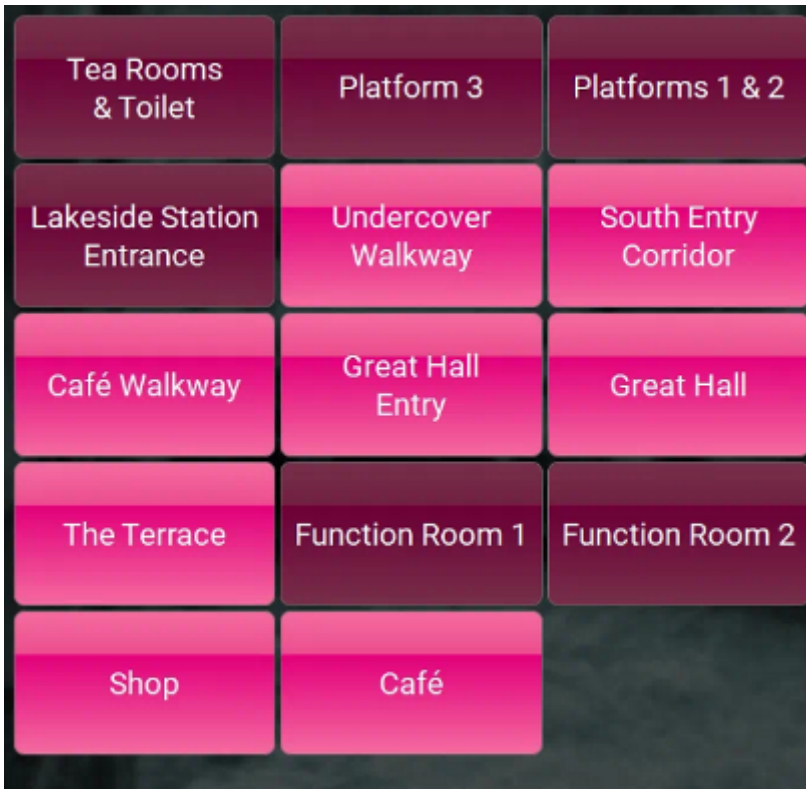 Tea Rooms
& Toilet
Platform 3
Platforms 1 & 2
Lakeside Station
Entrance
Undercover
Walkway
South Entry
Corridor
Café Walkway
Great Hall
Entry
Great Hall
The Terrace
Function Room 1
Function Room 2
Shop
Café